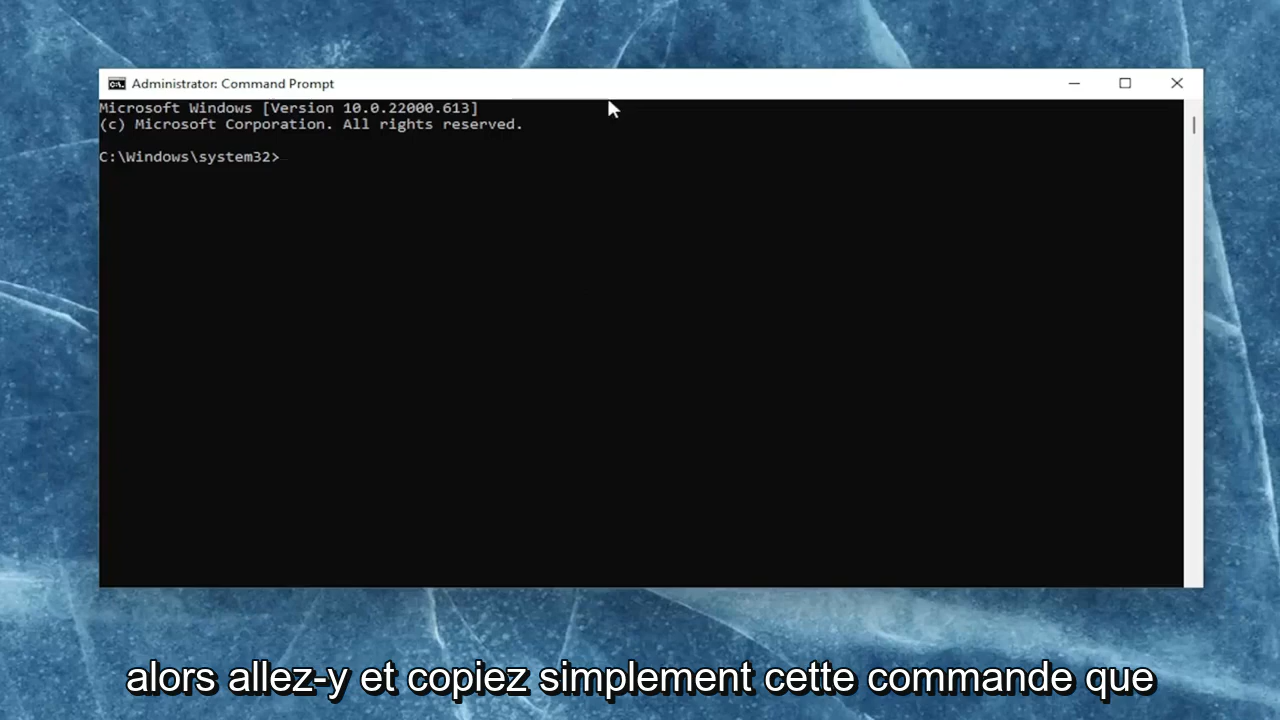 Administrator: Command Prompt
Microsoft Windows [Version 10.0.22000.613]
(c) Microsoft Corporation. All rights reserved.
C:\Windows\system32>
alors allez-y et copiez simplement cette commande que